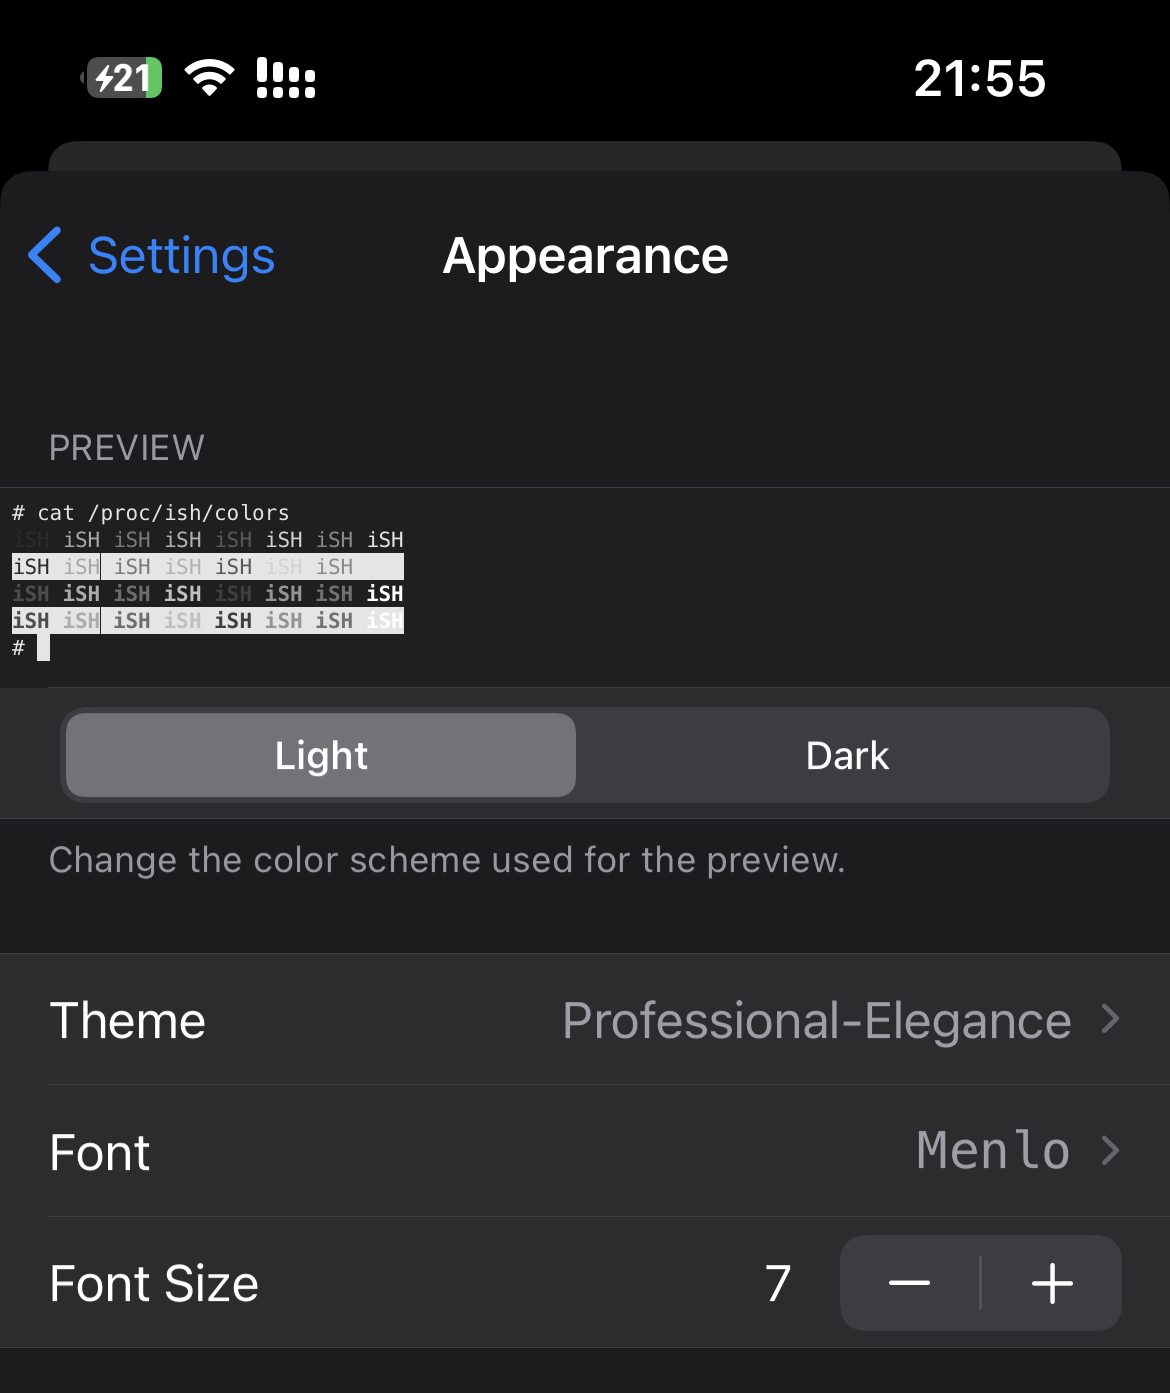 21
21:55
Settings
Appearance
PREVIEW
# cat /proc/ish/colors
iSH iSH iSH iSH iSH iSH iSH iSH
iSH iSH iSH iSH iSH iSH iSH
iSH iSH iSH iSH iSH iSH iSH iSH
iSH iSH iSH iSH iSH iSH iSH iSH
#
Light
Dark
Change the color scheme used for the preview.
Theme
Professional-Elegance
Font
Menlo
Font Size
7